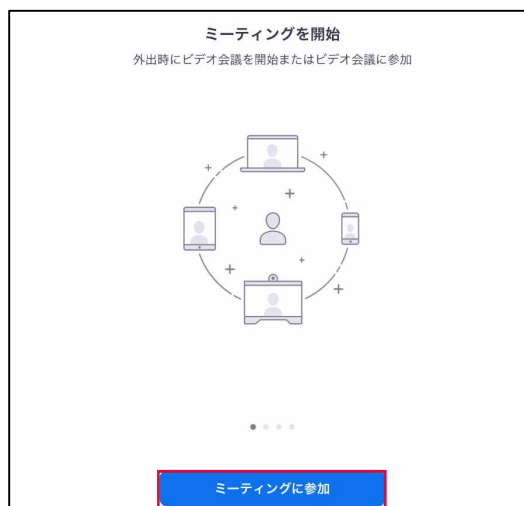 ミーティングを開始
外出時にビデオ会議を開始またはビデオ会議に参加
ミーティングに参加